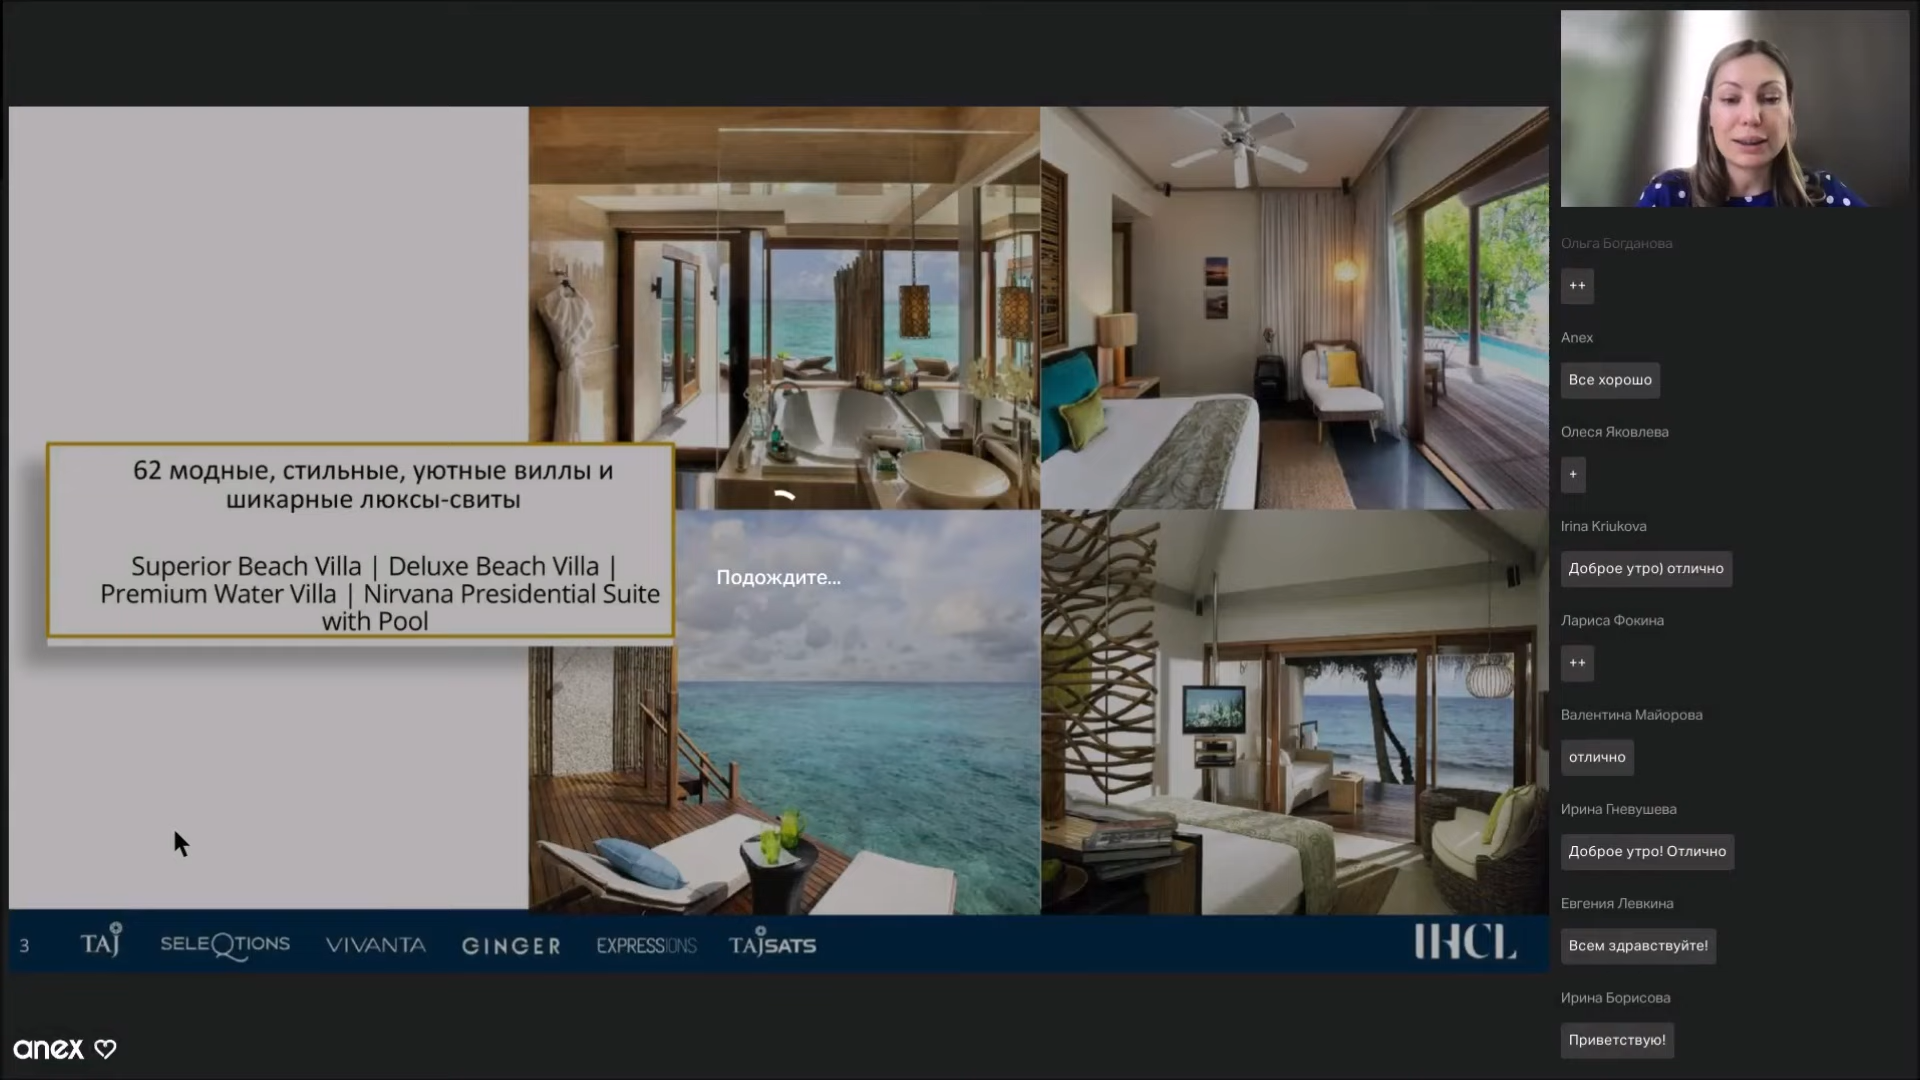 62 модные, стильные, уютные виллы и
шикарные люксы-свиты
Superior Beach Villa | Deluxe Beach Villa |
Premium Water Villa | Nirvana Presidential Suite
with Pool
Подождите...
3
TAJ
SELEQTIONS
VIVANTA
GINGER
EXPRESSIONS
TAJSATS
IHCL
anex
Ольга Богданова
++
Anex
Все хорошо
Олеся Яковлева
+
Irina Kriukova
Доброе утро) отлично
Лариса Фокина
++
Валентина Майорова
отлично
Ирина Гневушева
Доброе утро! Отлично
Евгения Левкина
Всем здравствуйте!
Ирина Борисова
Приветствую!